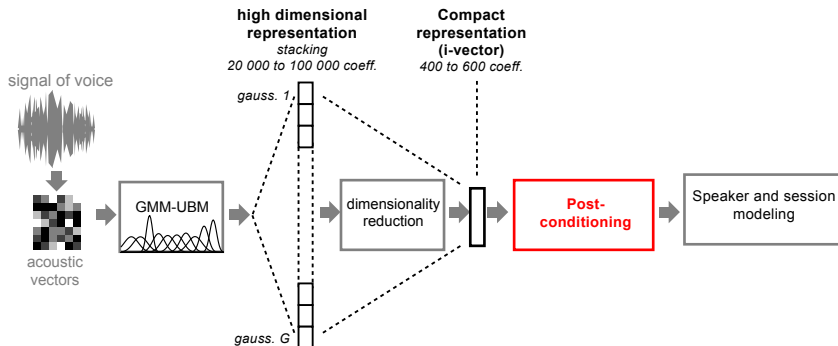 high dimensional
representation
stacking
20 000 to 100 000 coeff.
Compact
representation
(i-vector)
400 to 600 coeff.
signal of voice
gauss. 1
GMM-UBM
dimensionality
reduction
Post-
conditioning
Speaker and session
modeling
acoustic
vectors
gauss. G